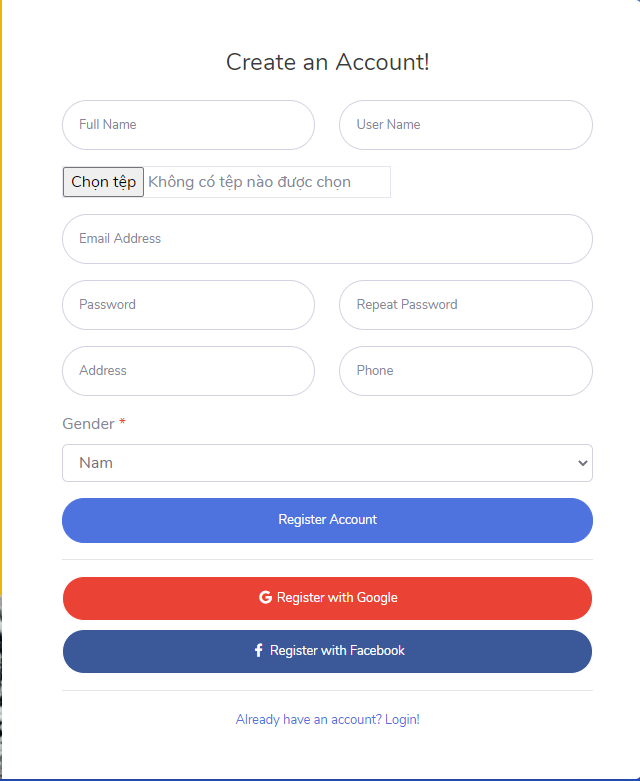 Create an Account!
Full Name
User Name
Chọn tệp Không có tệp nào được chọn
Email Address
Password
Repeat Password
Address
Phone
Gender *
Nam
Register Account
Register with Google
Register with Facebook
Already have an account? Login!